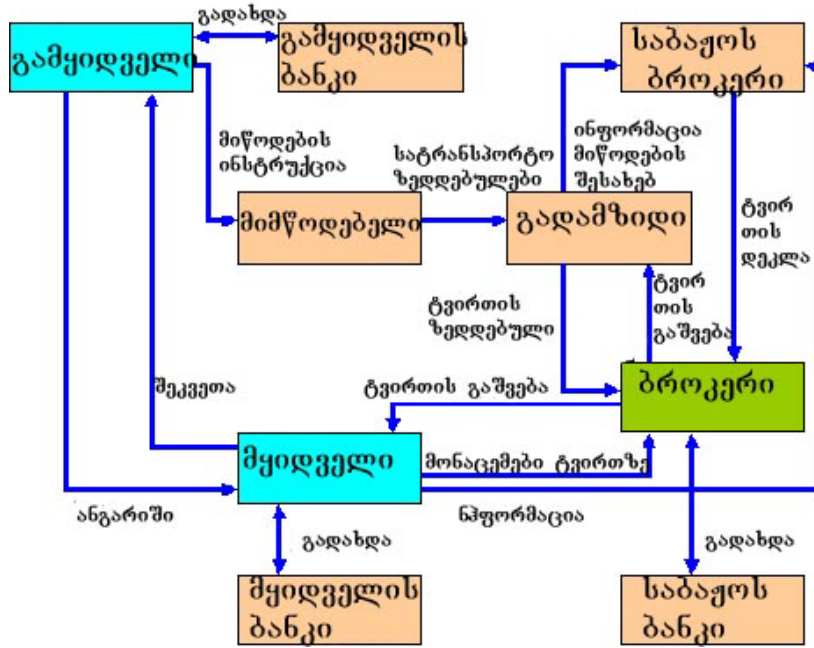 გადახდა
გამყიდველი
გამყიდველის
ბანკი
საბაჟოს
ბროკერი
მიწოდების
ინსტრუქცია
სატრანსპორტო
ზედდებულები
ინფორმაცია
მიწოდების
შესახებ
მიმწოდებელი
გადამზიდი
ტვირ
თის
დეკლა
ტვირთის
ზედდებული
ტვირ
თის
გაშვება
შეკვეთა
ტვირთის გაშვება
ბროკერი
მყიდველი
მონაცემები ტვირთზე
ანგარიში
ნჰფორმაცია
გადახდა
გადახდა
მყიდველის
ბანკი
საბაჟოს
ბანკი